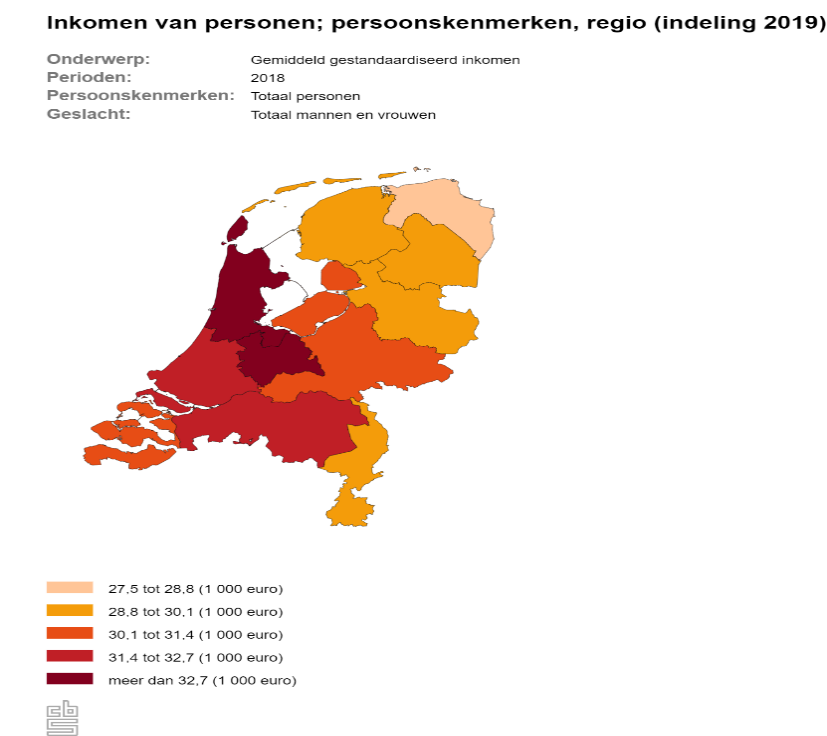 Inkomen van personen; persoonskenmerken, regio (indeling 2019)
Onderwerp: Gemiddeld gestandaardiseerd inkomen
Perioden: 2018
Persoonskenmerken: Totaal personen
Geslacht: Totaal mannen en vrouwen
27,5 tot 28,8 (1 000 euro)
28,8 tot 30,1 (1 000 euro)
30,1 tot 31,4 (1 000 euro)
31,4 tot 32,7 (1 000 euro)
meer dan 32,7 (1 000 euro)
cbs